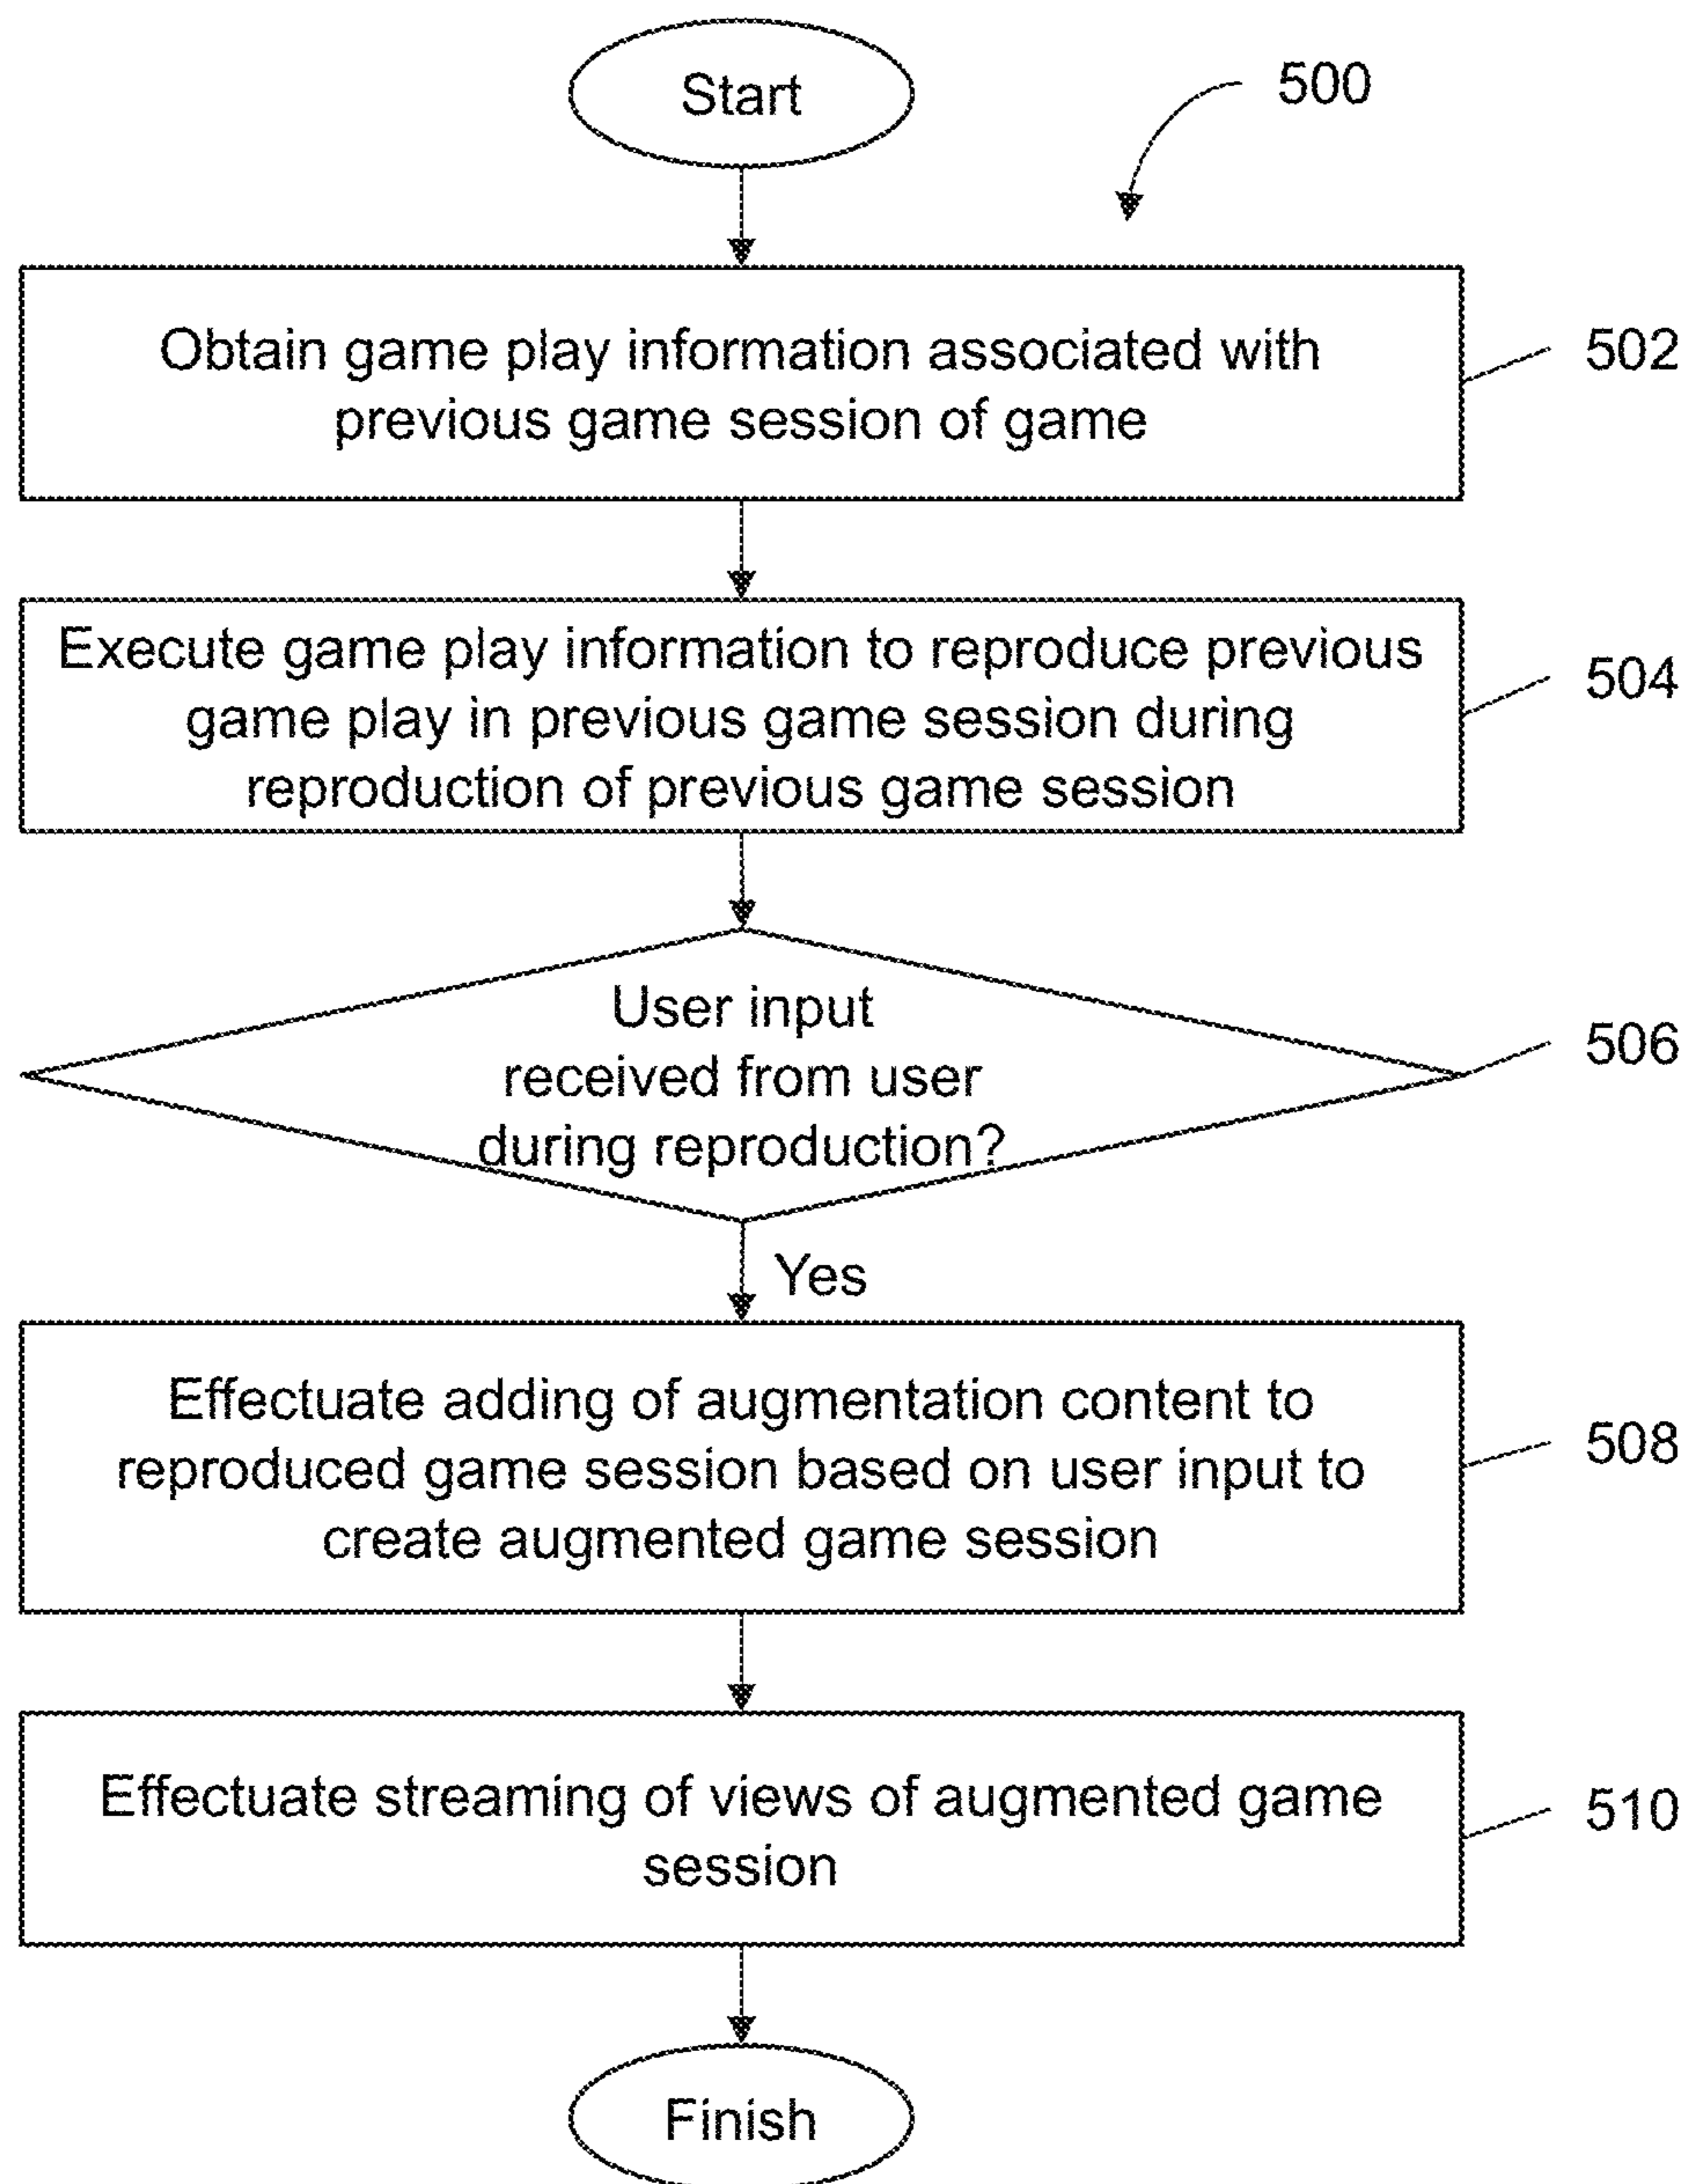 Start
500
Obtain game play information associated with
previous game session of game
502
Execute game play information to reproduce previous
game play in previous game session during
reproduction of previous game session
504
User input
received from user
during reproduction?
506
Yes
Effectuate adding of augmentation content to
reproduced game session based on user input to
create augmented game session
508
Effectuate streaming of views of augmented game
session
510
Finish